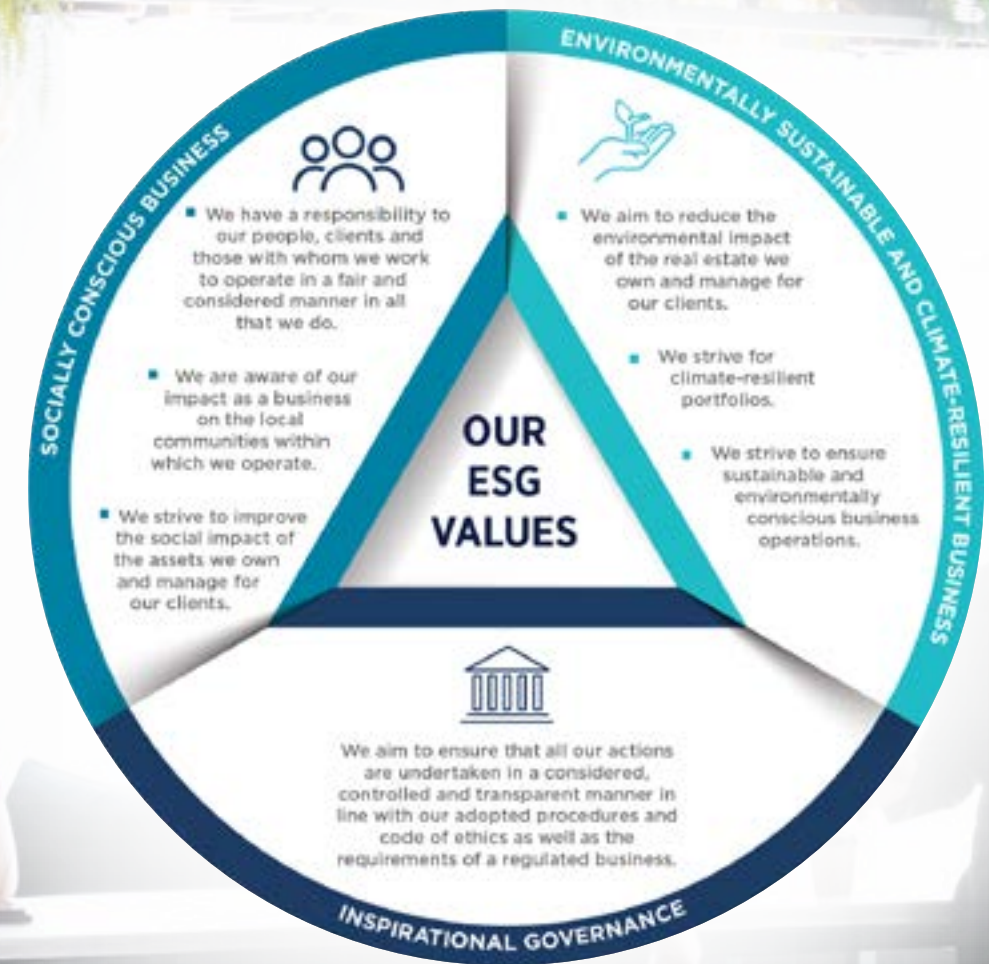 SOCIALLY CONSCIOUS BUSINESS
We have a responsibility to
our people, clients and
those with whom we work
to operate in a fair and
considered manner in all
that we do.
We are aware of our
impact as a business
on the local
communities within
which we operate.
We strive to improve
the social impact of
the assets we own
and manage for
our clients.
ENVIRONMENTALLY SUSTAINABLE AND CLIMATE-RESILIENT BUSINESS
We aim to reduce the
environmental impact
of the real estate we
own and manage for
our clients.
We strive for
climate-resilient
portfolios.
We strive to ensure
sustainable and
environmentally
conscious business
operations.
OUR
ESG
VALUES
We aim to ensure that all our actions
are undertaken in a considered,
controlled and transparent manner in
line with our adopted procedures and
code of ethics as well as the
requirements of a regulated business.
INSPIRATIONAL GOVERNANCE